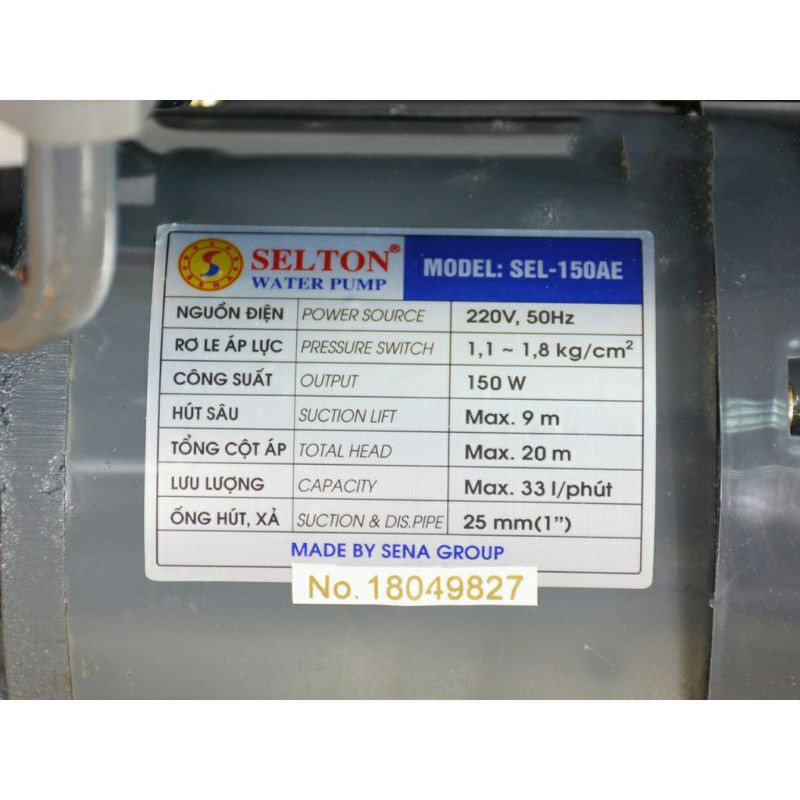 SENA
SELTON®
WATER PUMP
MODEL: SEL-150AE
NGUỒN ĐIỆN POWER SOURCE 220V, 50Hz
RƠ LE ÁP LỰC PRESSURE SWITCH 1,1 ~ 1,8 kg/cm²
CÔNG SUẤT OUTPUT 150 W
HÚT SÂU SUCTION LIFT Max. 9 m
TỔNG CỘT ÁP TOTAL HEAD Max. 20 m
LƯU LƯỢNG CAPACITY Max. 33 l/phút
ỐNG HÚT, XẢ SUCTION & DIS.PIPE 25 mm(1”)
MADE BY SENA GROUP
No. 18049827